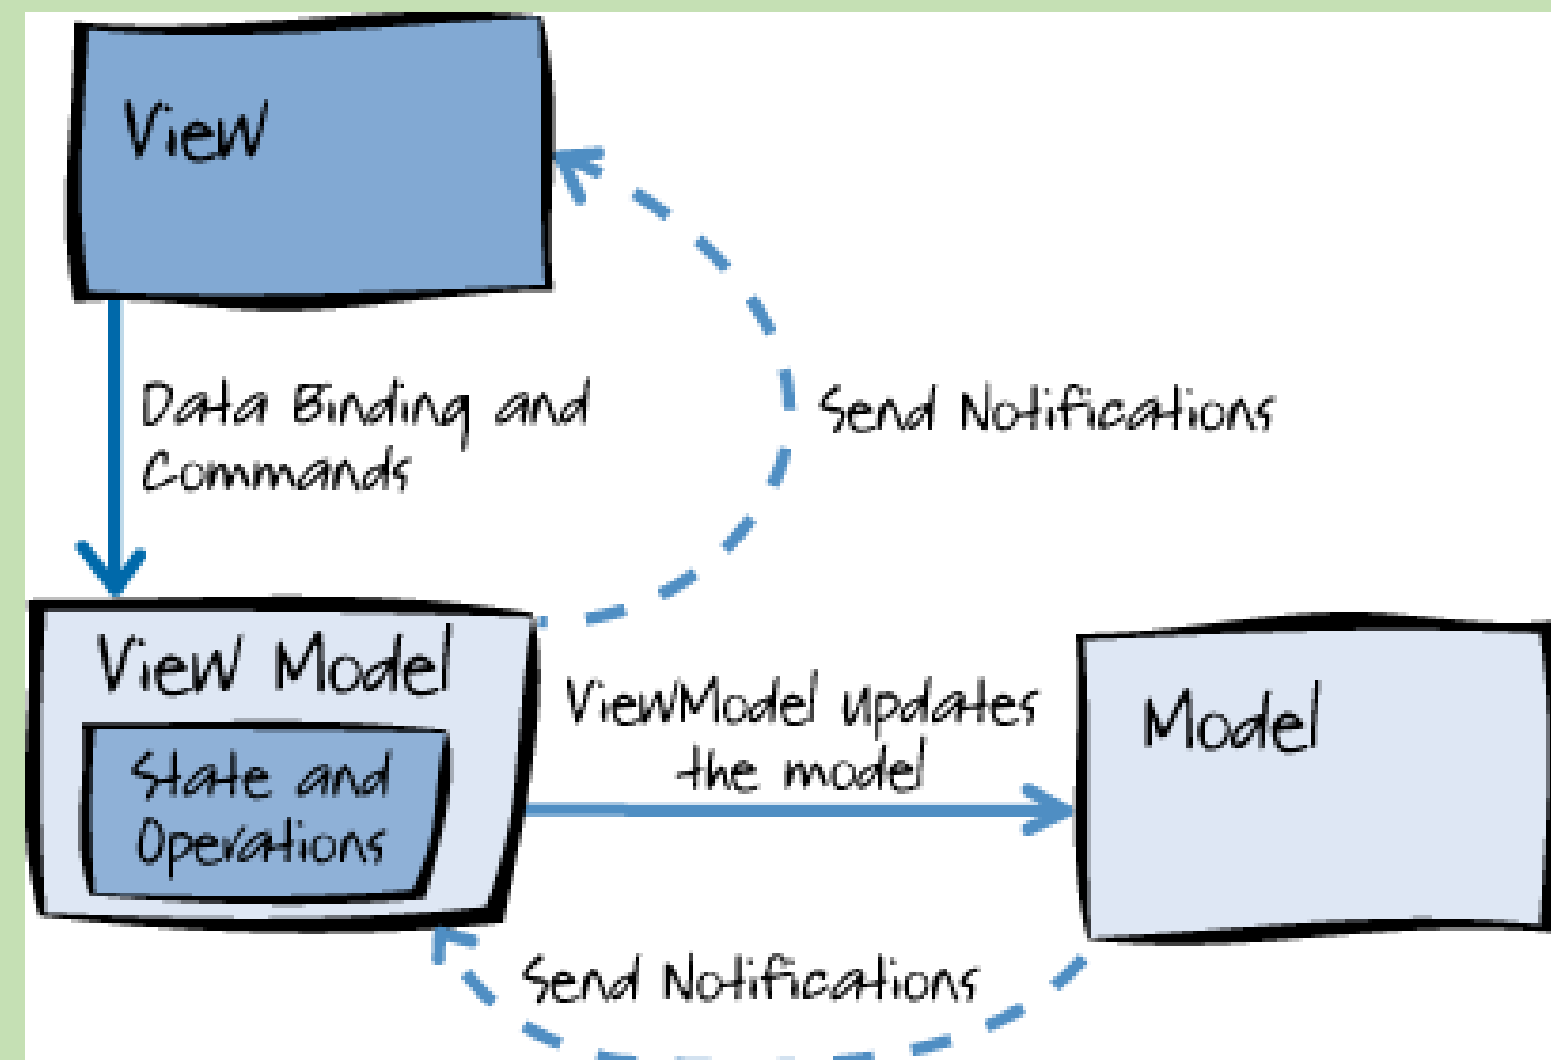 View
Data Binding and
Commands
Send Notifications
View Model
State and
Operations
ViewModel updates
the model
Model
Send Notifications